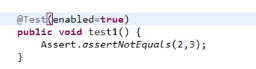 @Test(enabled=true)
public void test1() {
    Assert.assertNotEquals(2,3);
}